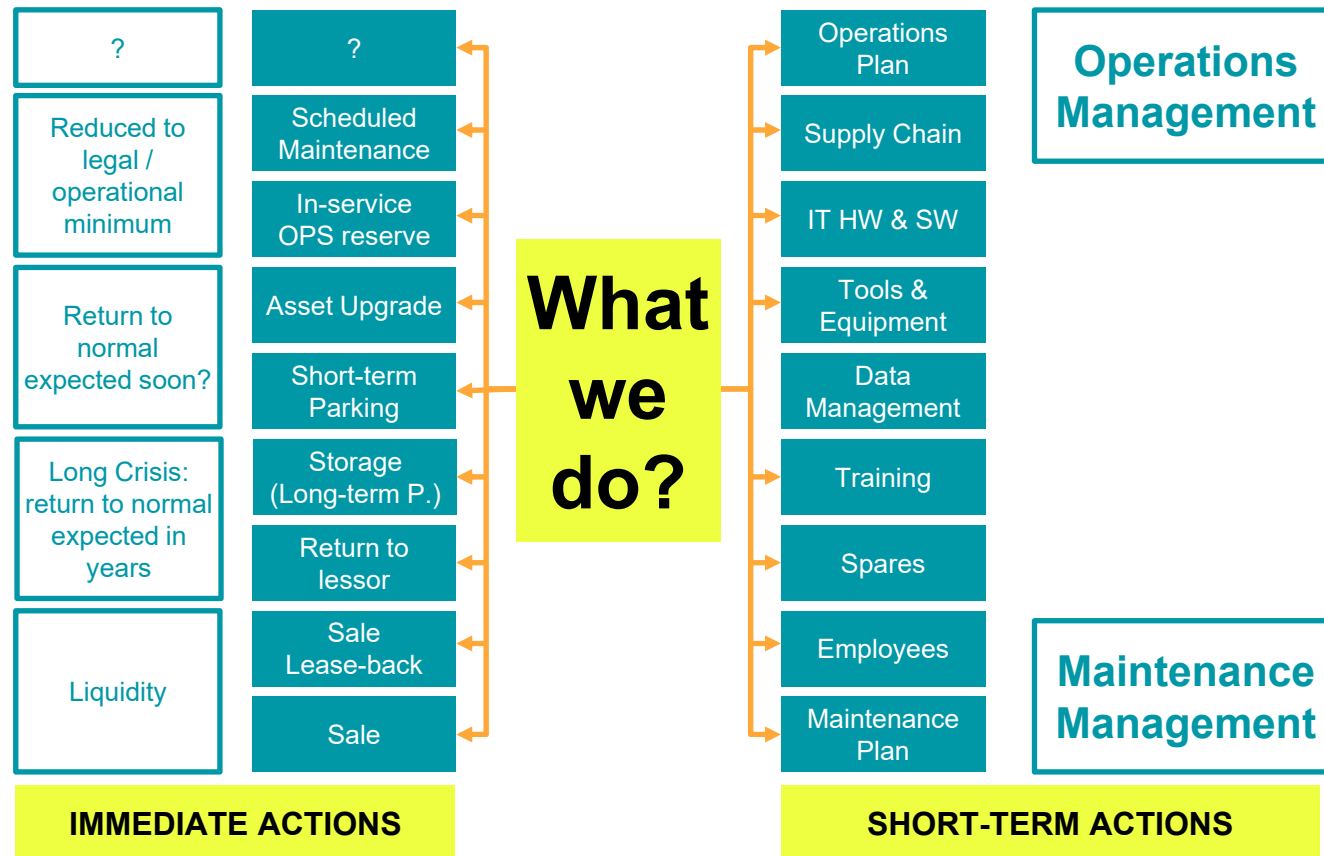 ?
Reduced to
legal /
operational
minimum
Return to
normal
expected soon?
Long Crisis:
return to normal
expected in
years
Liquidity
?
Scheduled
Maintenance
In-service
OPS reserve
Asset Upgrade
Short-term
Parking
Storage
(Long-term P.)
Return to
lessor
Sale
Lease-back
Sale
IMMEDIATE ACTIONS
What
we
do?
Operations
Plan
Supply Chain
IT HW & SW
Tools &
Equipment
Data
Management
Training
Spares
Employees
Maintenance
Plan
Operations
Management
Maintenance
Management
SHORT-TERM ACTIONS